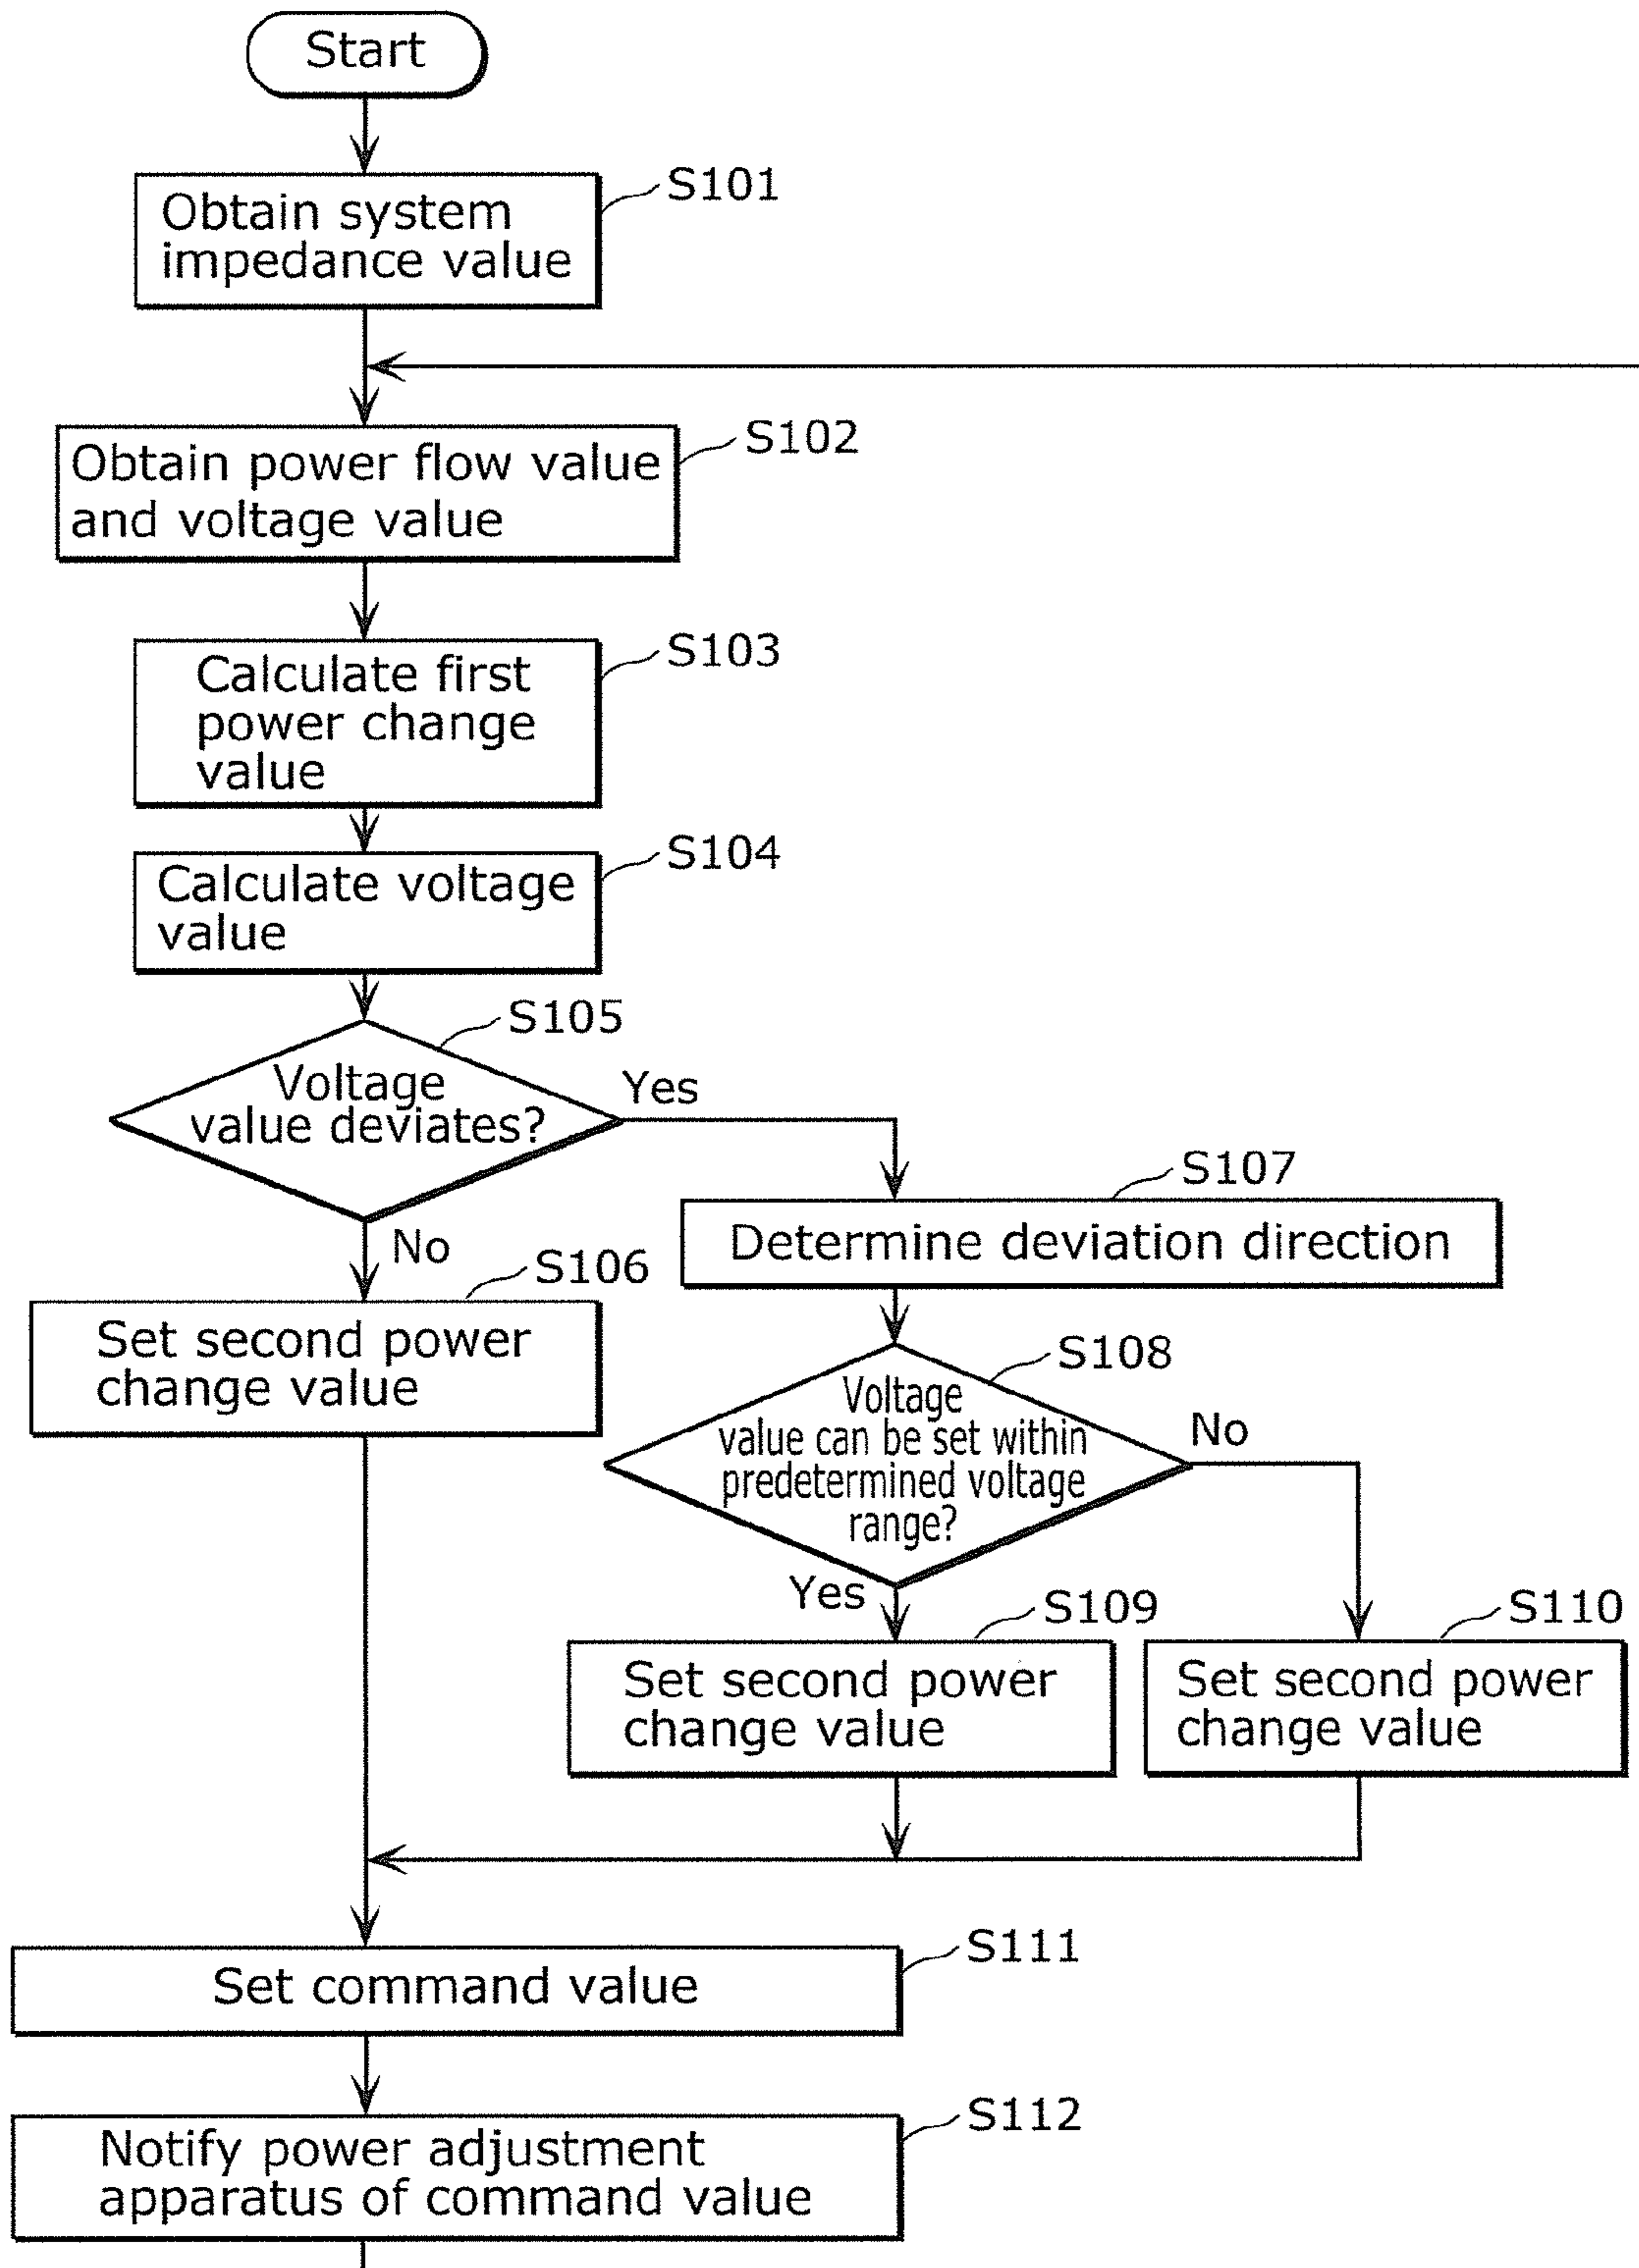 Start
S101
Obtain system
impedance value
S102
Obtain power flow value
and voltage value
S103
Calculate first
power change
value
S104
Calculate voltage
value
S105
Voltage
value deviates?
Yes
No
S106
Set second power
change value
S107
Determine deviation direction
S108
Voltage
value can be set within
predetermined voltage
range?
No
Yes
S109
Set second power
change value
S110
Set second power
change value
S111
Set command value
S112
Notify power adjustment
apparatus of command value